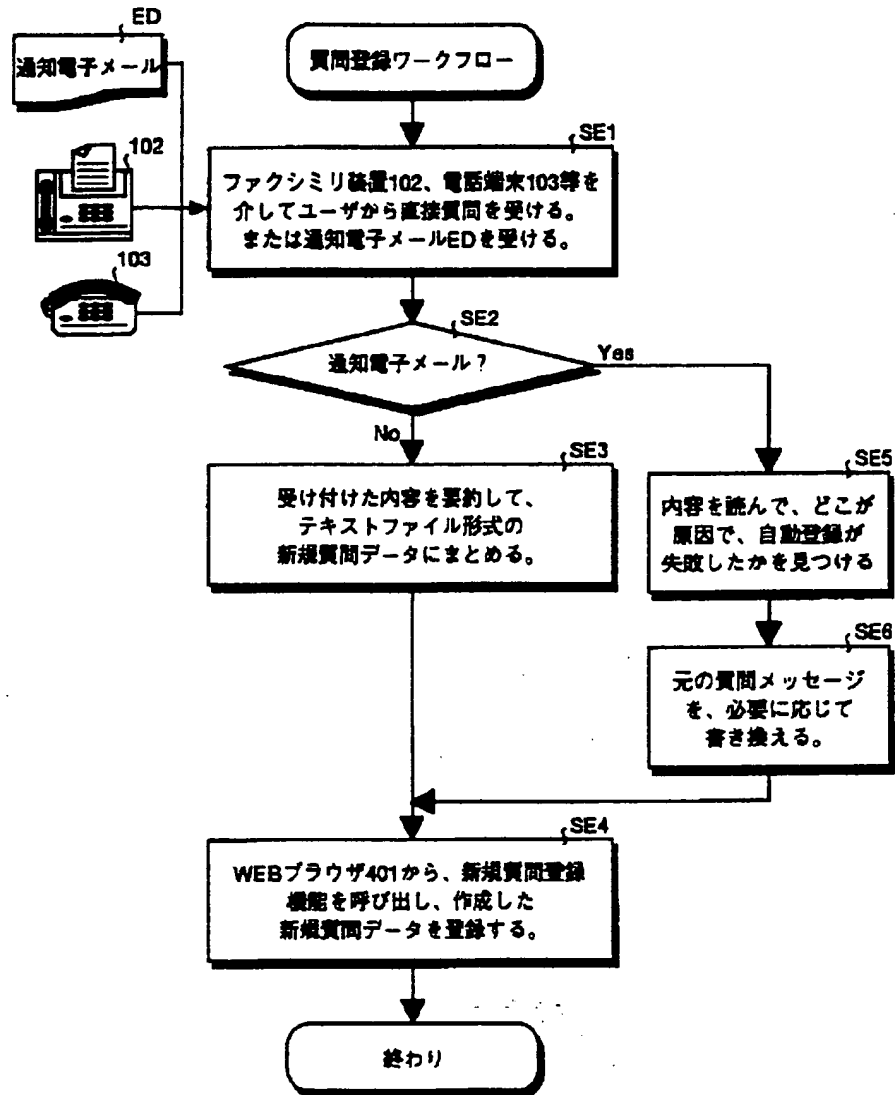 ED
通知電子メール
質問登録ワークフロー
102
103
SE1
ファクシミリ装置102、電話端末103等を
介してユーザから直接質問を受ける。
または通知電子メールEDを受ける。
SE2
通知電子メール?
Yes
No
SE3
受け付けた内容を要約して、
テキストファイル形式の
新規質問データにまとめる。
SE5
内容を読んで、どこが
原因で、自動登録が
失敗したかを見つける
SE6
元の質問メッセージ
を、必要に応じて
書き換える。
SE4
WEBブラウザ401から、新規質問登録
機能を呼び出し、作成した
新規質問データを登録する。
終わり